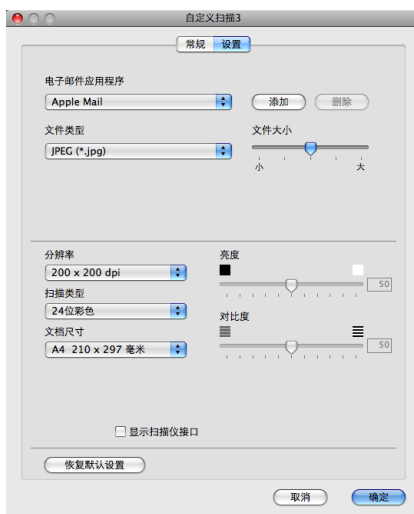 自定义扫描3
常规 设置
电子邮件应用程序
Apple Mail
添加 删除
文件类型
文件大小
JPEG (*.jpg)
小 大
分辨率
亮度
200 x 200 dpi
50
扫描类型
24位彩色
对比度
文档尺寸
50
A4 210 x 297 毫米
显示扫描仪接口
恢复默认设置
取消 确定